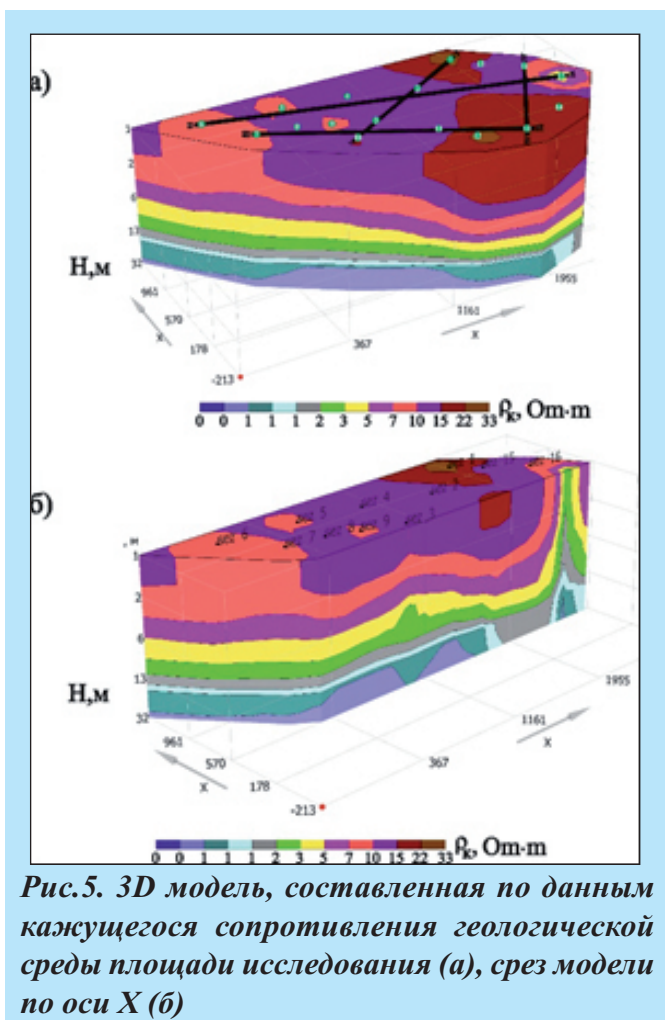 а)
1
2
6
13
32
Н,м
961
570
178
X
-213
367
1161
X
1955
0 0 1 1 1 2 3 5 7 10 15 22 33 ρк, Om·m
б)
, м
1
2
6
13
32
Н,м
961
570
178
X
-213
367
1161
X
1955
0 0 1 1 1 2 3 5 7 10 15 22 33 ρк, Om·m
Рис.5. 3D модель, составленная по данным
кажущегося сопротивления геологической
среды площади исследования (а), срез модели
по оси X (б)